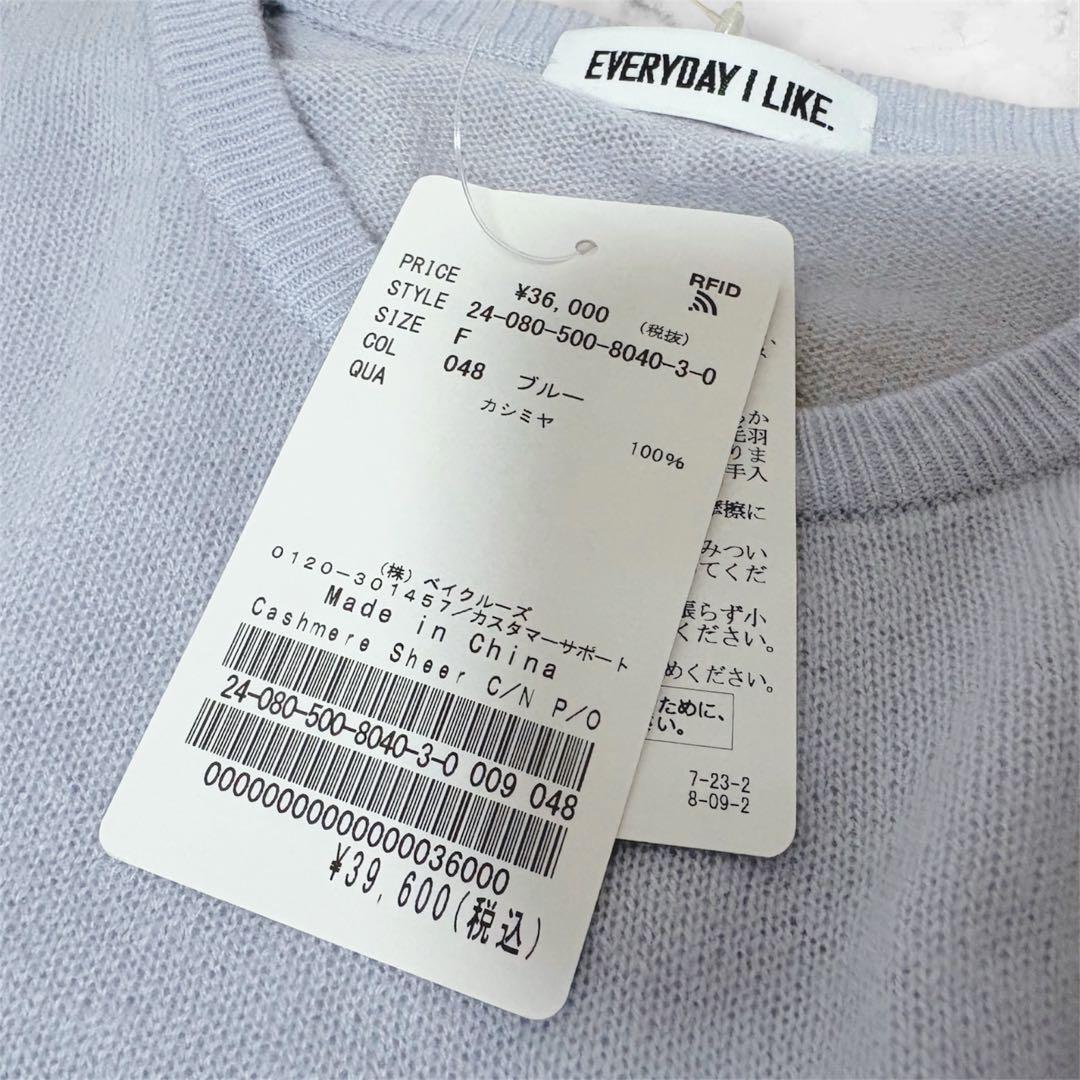 EVERYDAY I LIKE.
RFID
PRICE ¥36,000 (税抜)
STYLE 24-080-500-8040-3-0
SIZE F
COL 048 ブルー
QUA カシミヤ
100%
(株) ベイクルーズ
0120-301457/カスタマーサポート
Made in China
Cashmere Sheer C/N P/O
24-080-500-8040-3-0 009 048
0000000000000036000
¥39,600(税込)
か
毛羽
りま
手入
擦に
みつい
てくだ
張らず小
ください。
めください。
ために、
い。
7-23-2
8-09-2